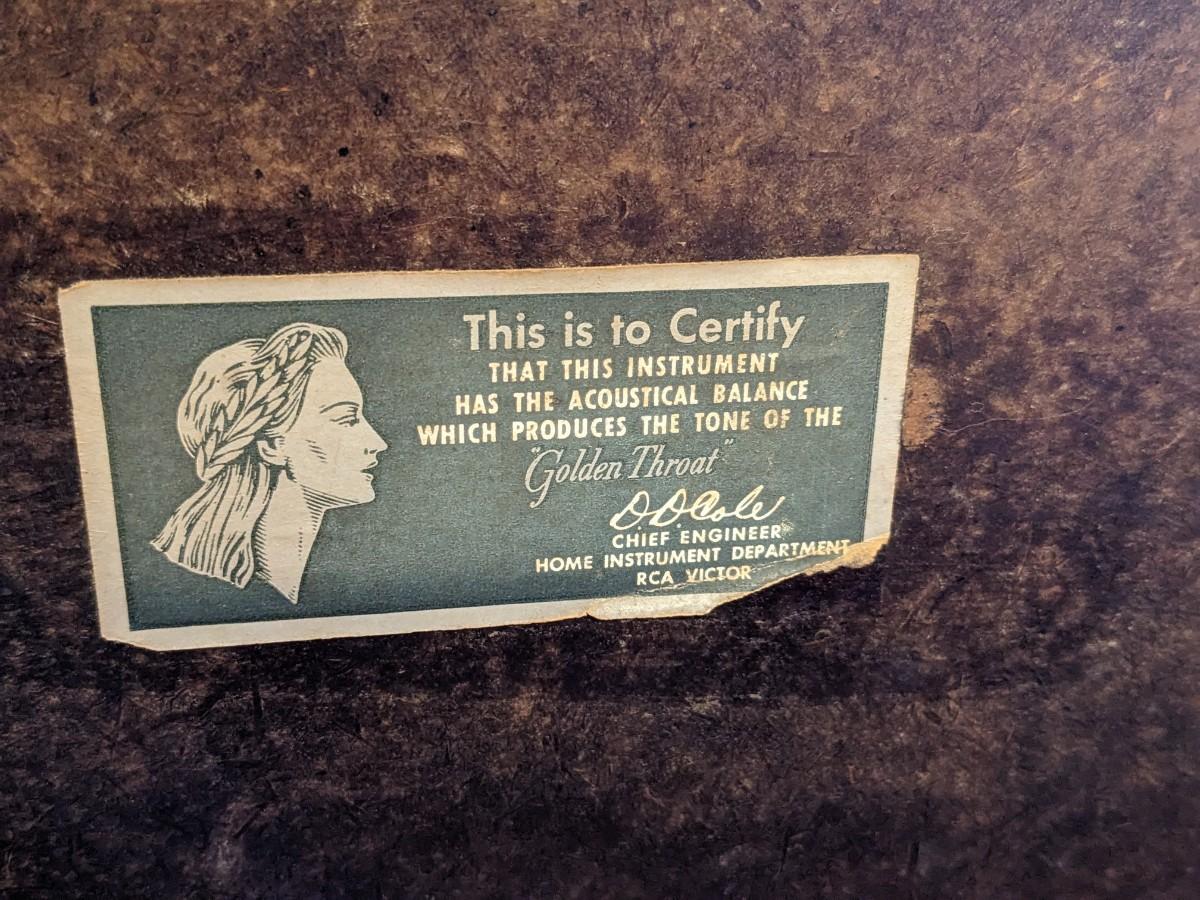 This is to Certify
THAT THIS INSTRUMENT
HAS THE ACOUSTICAL BALANCE
WHICH PRODUCES THE TONE OF THE
"Golden Throat"
D D Cole
CHIEF ENGINEER
HOME INSTRUMENT DEPARTMENT
RCA VICTOR